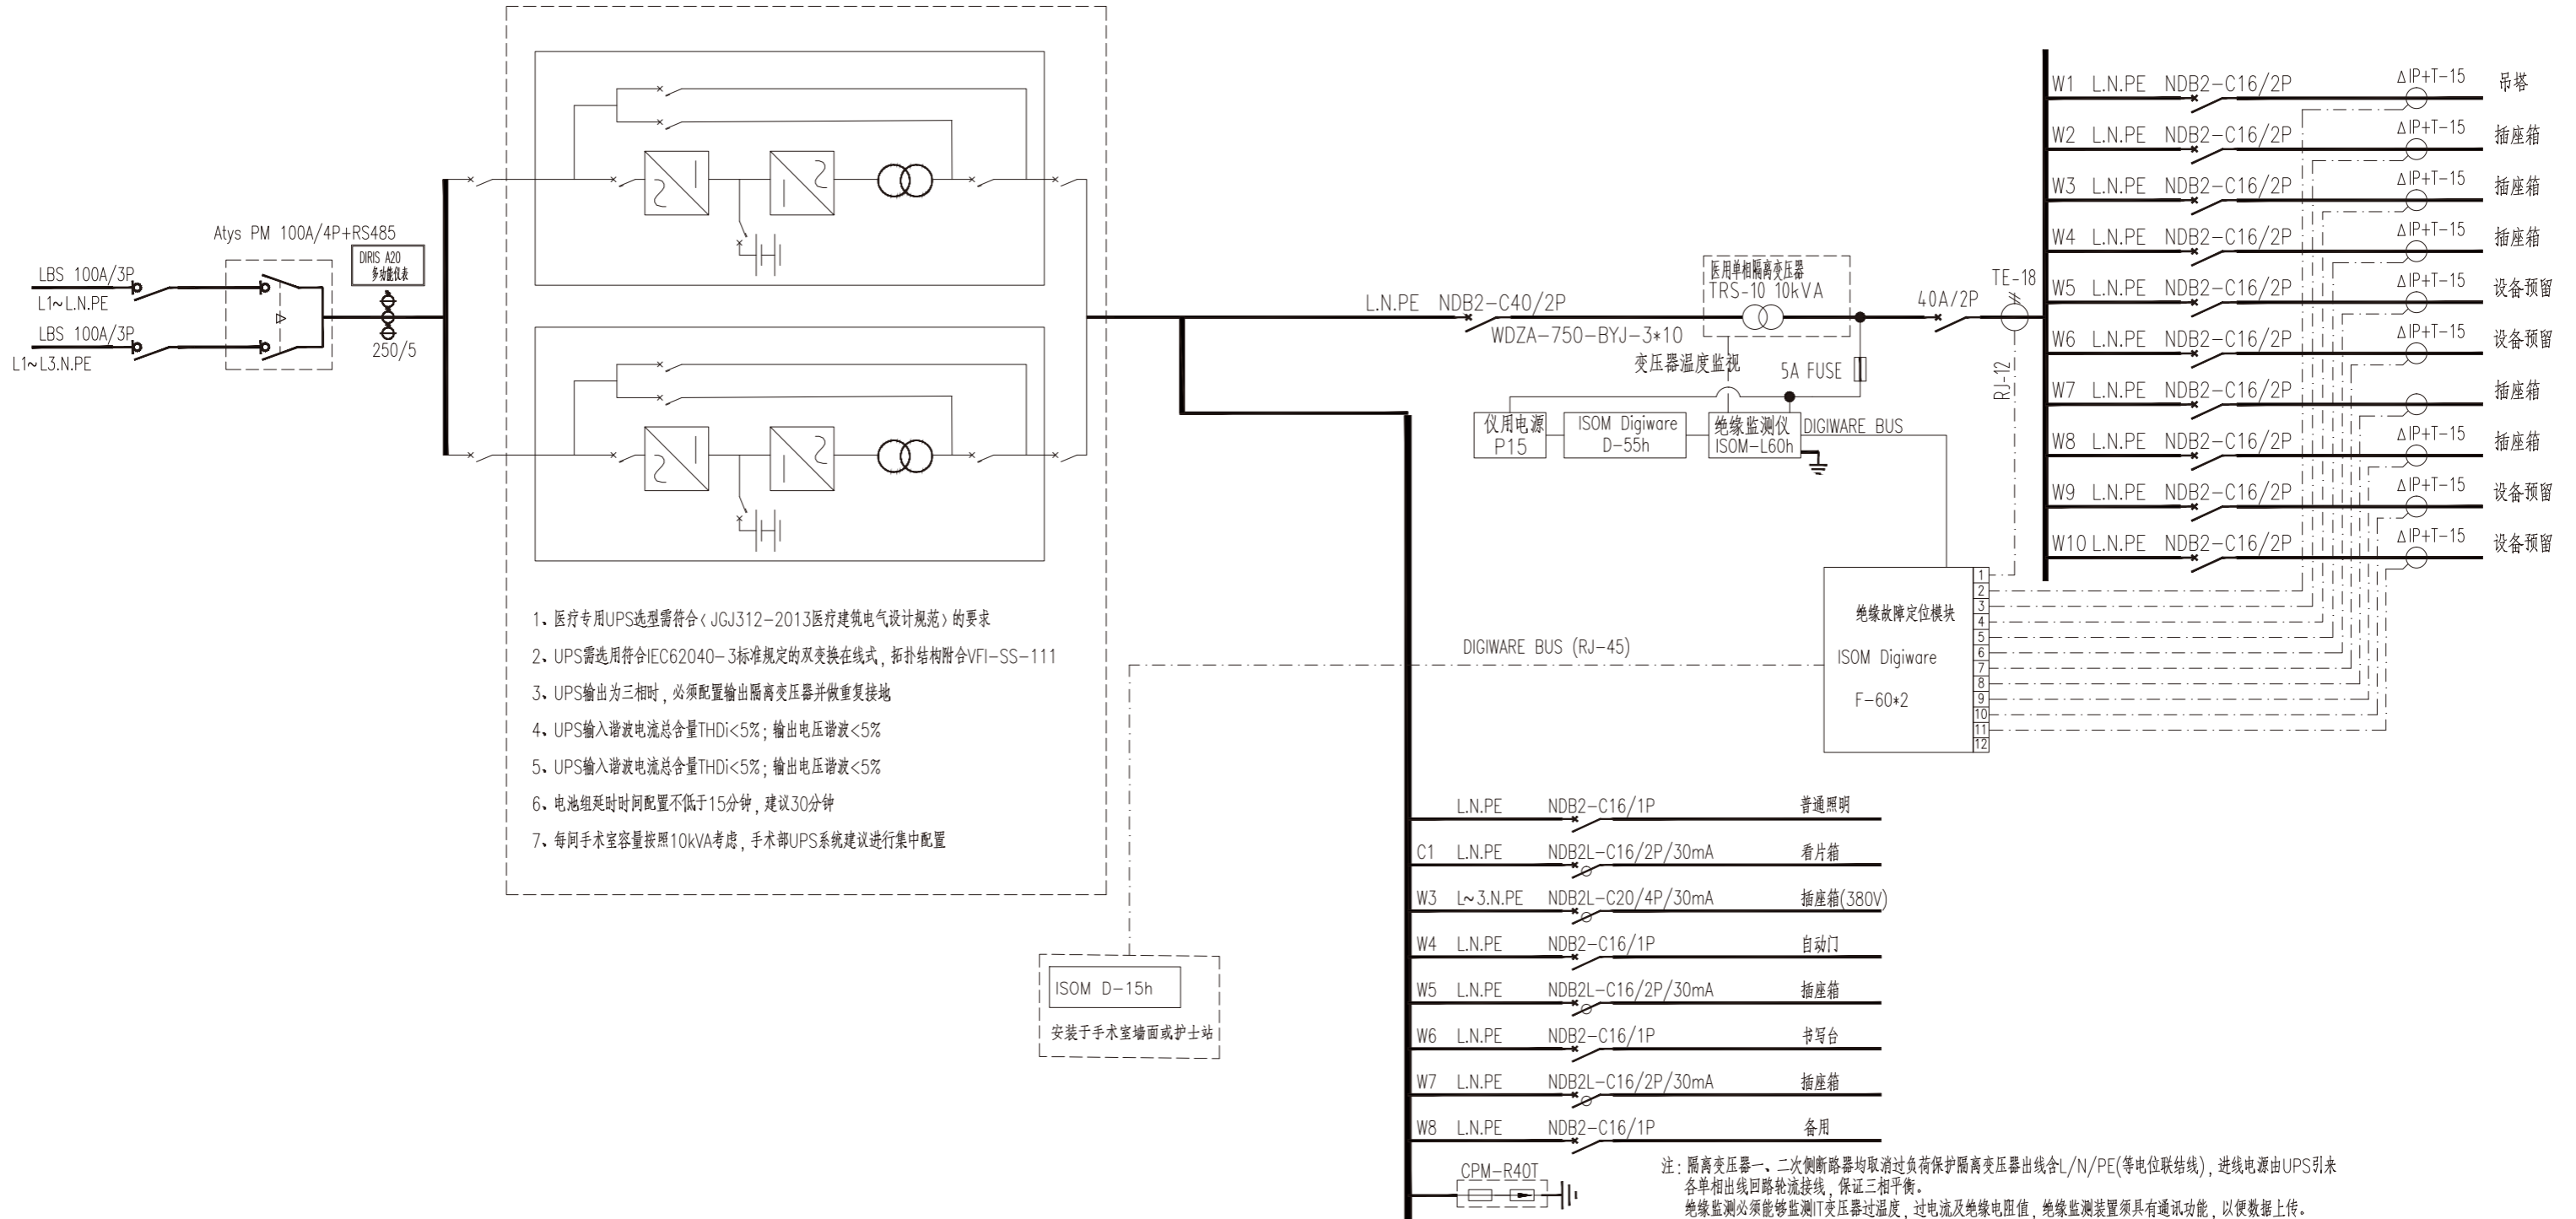 Atys PM 100A/4P+RS485
DIRIS A20
多功能仪表
LBS 100A/3P
L1~L.N.PE
LBS 100A/3P
L1~L3.N.PE
250/5
1、医疗专用UPS选型需符合〈JGJ312-2013医疗建筑电气设计规范〉的要求
2、UPS需选用符合IEC62040-3标准规定的双变换在线式，拓扑结构附合VFI-SS-111
3、UPS输出为三相时，必须配置输出隔离变压器并做重复接地
4、UPS输入谐波电流总含量THDi<5%；输出电压谐波<5%
5、UPS输入谐波电流总含量THDi<5%；输出电压谐波<5%
6、电池组延时时间配置不低于15分钟，建议30分钟
7、每间手术室容量按照10kVA考虑，手术部UPS系统建议进行集中配置
L.N.PE NDB2-C40/2P
WDZA-750-BYJ-3*10
医用单相隔离变压器
TRS-10 10kVA
变压器温度监视
5A FUSE
40A/2P
TE-18
RJ-12
仪用电源
P15
ISOM Digiware
D-55h
绝缘监测仪
ISOM-L60h
DIGIWARE BUS
W1 L.N.PE NDB2-C16/2P ΔIP+T-15 吊塔
W2 L.N.PE NDB2-C16/2P ΔIP+T-15 插座箱
W3 L.N.PE NDB2-C16/2P ΔIP+T-15 插座箱
W4 L.N.PE NDB2-C16/2P ΔIP+T-15 插座箱
W5 L.N.PE NDB2-C16/2P ΔIP+T-15 设备预留
W6 L.N.PE NDB2-C16/2P ΔIP+T-15 设备预留
W7 L.N.PE NDB2-C16/2P 插座箱
W8 L.N.PE NDB2-C16/2P ΔIP+T-15 插座箱
W9 L.N.PE NDB2-C16/2P ΔIP+T-15 设备预留
W10 L.N.PE NDB2-C16/2P ΔIP+T-15 设备预留
绝缘故障定位模块
ISOM Digiware
F-60*2
1
2
3
4
5
6
7
8
9
10
11
12
DIGIWARE BUS (RJ-45)
ISOM D-15h
安装于手术室墙面或护士站
L.N.PE NDB2-C16/1P 普通照明
C1 L.N.PE NDB2L-C16/2P/30mA 看片箱
W3 L~3.N.PE NDB2L-C20/4P/30mA 插座箱(380V)
W4 L.N.PE NDB2-C16/1P 自动门
W5 L.N.PE NDB2L-C16/2P/30mA 插座箱
W6 L.N.PE NDB2-C16/1P 书写台
W7 L.N.PE NDB2L-C16/2P/30mA 插座箱
W8 L.N.PE NDB2-C16/1P 备用
CPM-R40T
注：隔离变压器一、二次侧断路器均取消过负荷保护隔离变压器出线含L/N/PE(等电位联结线)，进线电源由UPS引来
各单相出线回路轮流接线，保证三相平衡。
绝缘监测必须能够监测IT变压器过温度，过电流及绝缘电阻值，绝缘监测装置须具有通讯功能，以便数据上传。